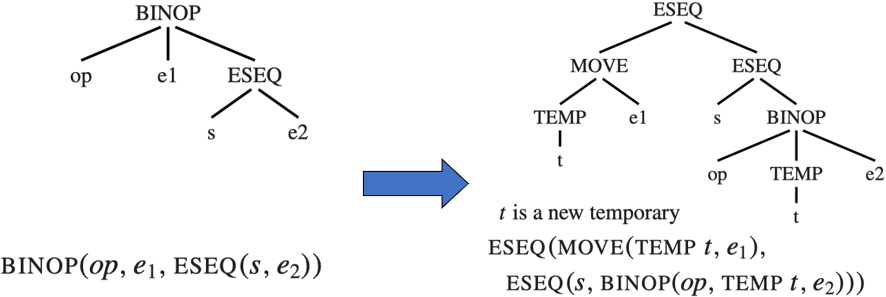 BINOP
op e1 ESEQ
s e2
BINOP(op, e1, ESEQ(s, e2))
ESEQ
MOVE ESEQ
TEMP e1 s BINOP
t op TEMP e2
t
t is a new temporary
ESEQ(MOVE(TEMP t, e1),
ESEQ(s, BINOP(op, TEMP t, e2)))